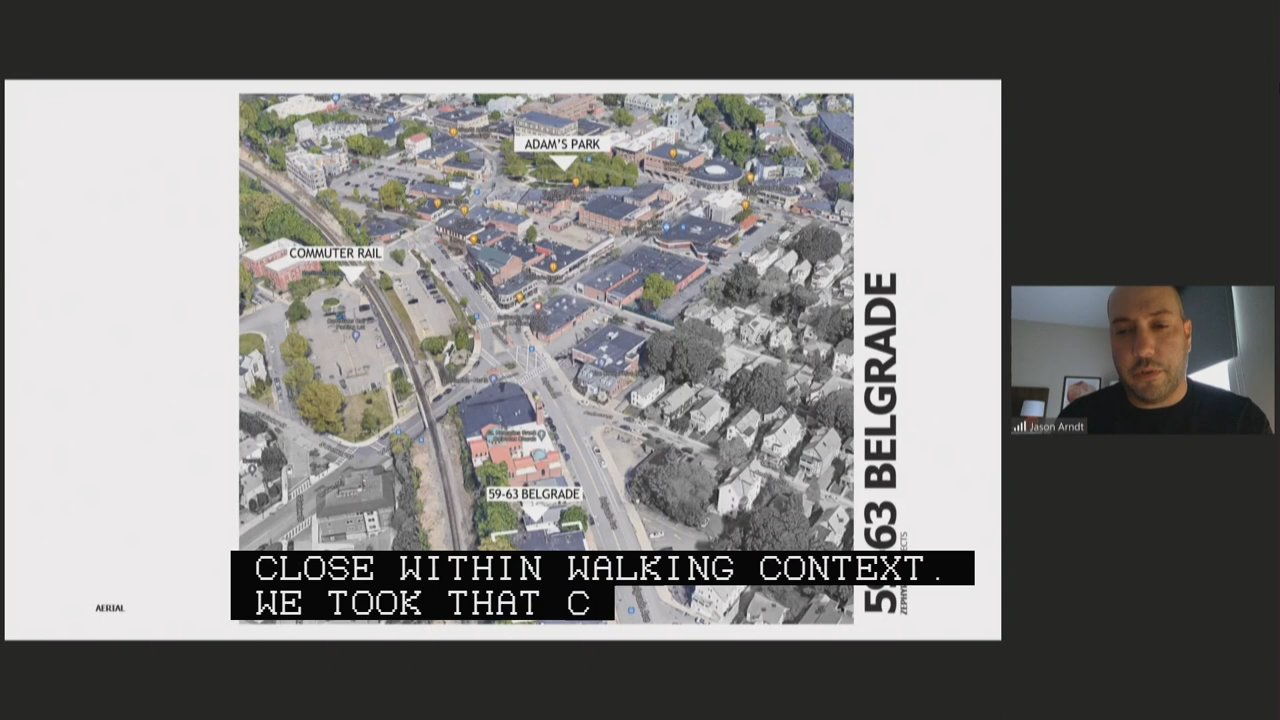 ADAM'S PARK
COMMUTER RAIL
59-63 BELGRADE
CLOSE WITHIN WALKING CONTEXT.
WE TOOK THAT C
AERIAL
63 BELGRADE
Jason Arndt